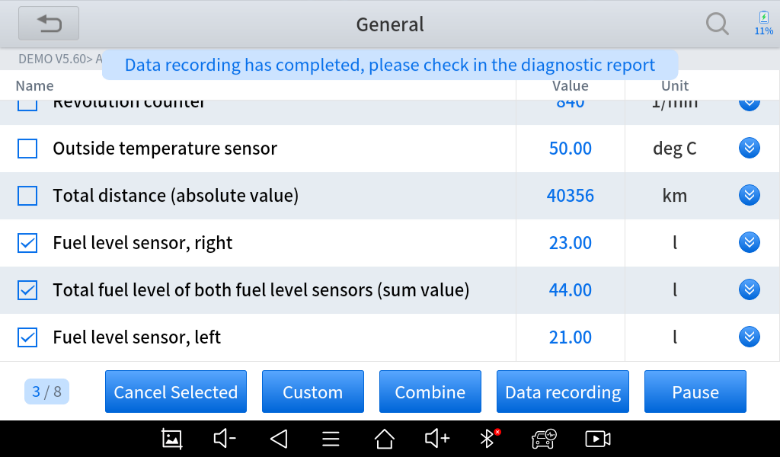 General
11%
DEMO V5.60> A
Data recording has completed, please check in the diagnostic report
Name Value Unit
Revolution counter 840 1/min
Outside temperature sensor 50.00 deg C
Total distance (absolute value) 40356 km
Fuel level sensor, right 23.00 l
Total fuel level of both fuel level sensors (sum value) 44.00 l
Fuel level sensor, left 21.00 l
3 / 8 Cancel Selected Custom Combine Data recording Pause